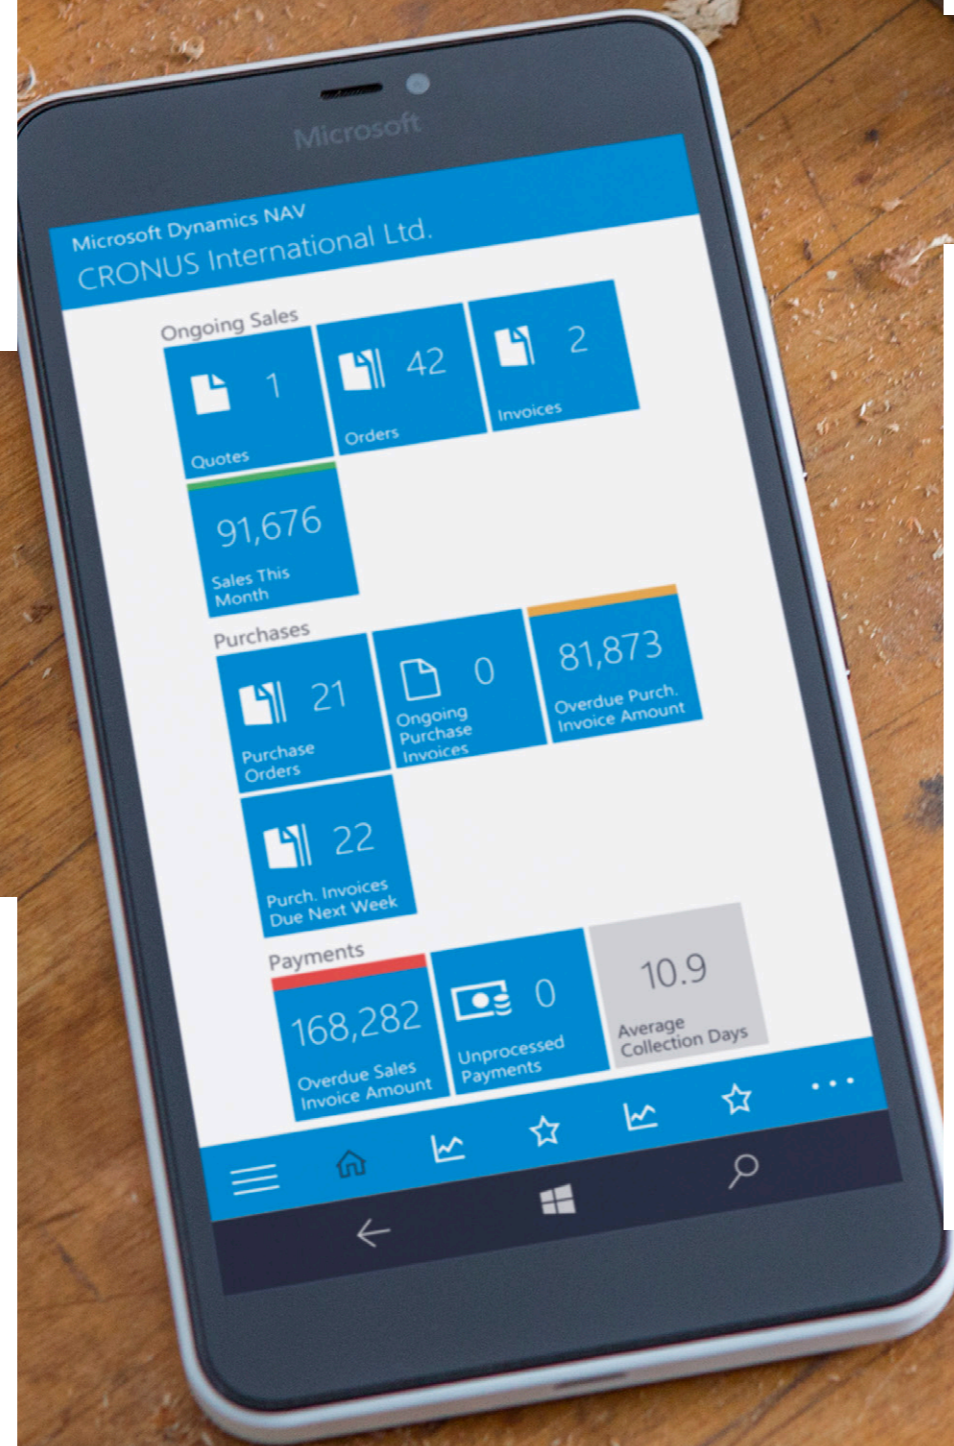 Microsoft
Microsoft Dynamics NAV
CRONUS International Ltd.
Ongoing Sales
1
Quotes
42
Orders
2
Invoices
91,676
Sales This
Month
Purchases
21
Purchase
Orders
0
Ongoing
Purchase
Invoices
81,873
Overdue Purch.
Invoice Amount
22
Purch. Invoices
Due Next Week
Payments
168,282
Overdue Sales
Invoice Amount
0
Unprocessed
Payments
10.9
Average
Collection Days